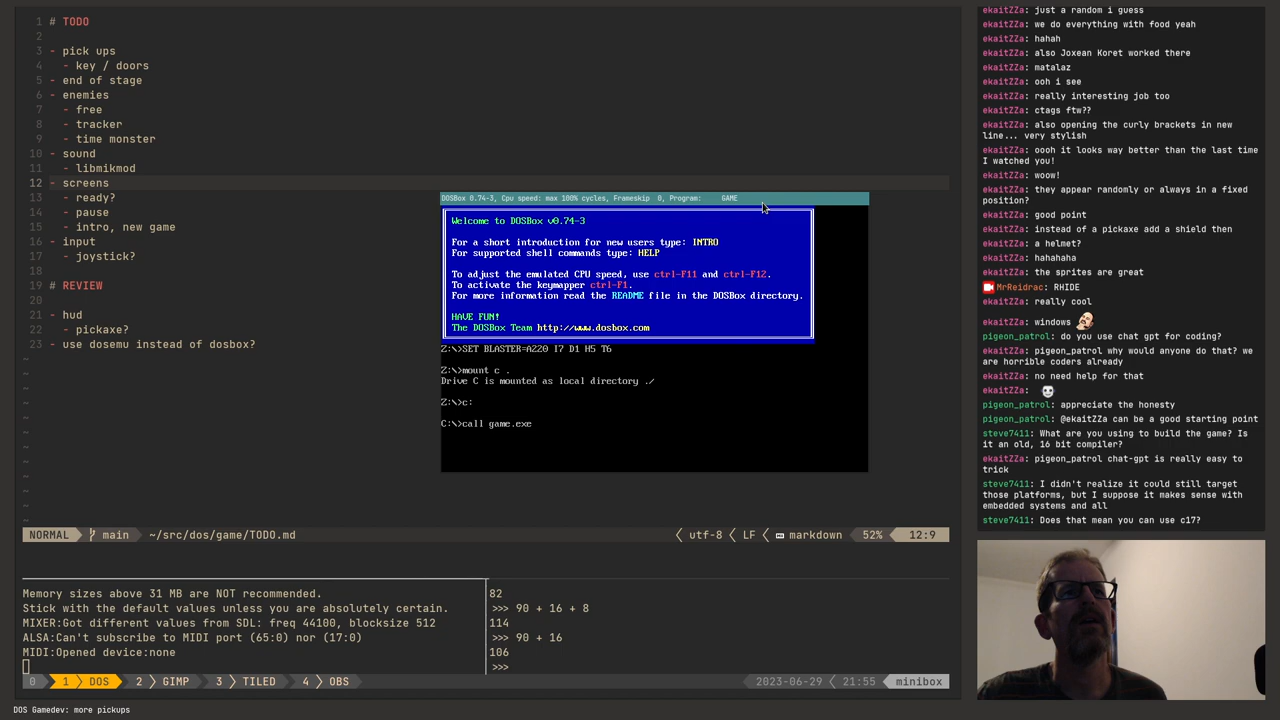 1 # TODO
2
3 - pick ups
4   - key / doors
5 - end of stage
6 - enemies
7   - free
8   - tracker
9   - time monster
10 - sound
11   - libmikmod
12 - screens
13   - ready?
14   - pause
15   - intro, new game
16 - input
17   - joystick?
18
19 # REVIEW
20
21 - hud
22   - pickaxe?
23 - use dosemu instead of dosbox?
~
~
~
~
~
~
~
~
~
~
~
~
DOSBox 0.74-3, Cpu speed: max 100% cycles, Frameskip  0, Program:     GAME
Welcome to DOSBox v0.74-3
For a short introduction for new users type: INTRO
For supported shell commands type: HELP
To adjust the emulated CPU speed, use ctrl-F11 and ctrl-F12.
To activate the keymapper ctrl-F1.
For more information read the README file in the DOSBox directory.
HAVE FUN!
The DOSBox Team http://www.dosbox.com
Z:\>SET BLASTER=A220 I7 D1 H5 T6
Z:\>mount c .
Drive C is mounted as local directory ./
Z:\>c:
C:\>call game.exe
NORMAL main ~/src/dos/game/TODO.md utf-8 LF markdown 52% 12:9
Memory sizes above 31 MB are NOT recommended.
Stick with the default values unless you are absolutely certain.
MIXER:Got different values from SDL: freq 44100, blocksize 512
ALSA:Can't subscribe to MIDI port (65:0) nor (17:0)
MIDI:Opened device:none
82
>>> 90 + 16 + 8
114
>>> 90 + 16
106
>>>
0 1 DOS 2 GIMP 3 TILED 4 OBS 2023-06-29 21:55 minibox
DOS Gamedev: more pickups
ekaitZZa: just a random i guess
ekaitZZa: we do everything with food yeah
ekaitZZa: hahah
ekaitZZa: also Joxean Koret worked there
ekaitZZa: matalaz
ekaitZZa: ooh i see
ekaitZZa: really interesting job too
ekaitZZa: ctags ftw??
ekaitZZa: also opening the curly brackets in new
line... very stylish
ekaitZZa: oooh it looks way better than the last time
I watched you!
ekaitZZa: woow!
ekaitZZa: they appear randomly or always in a fixed
position?
ekaitZZa: good point
ekaitZZa: instead of a pickaxe add a shield then
ekaitZZa: a helmet?
ekaitZZa: hahahaha
ekaitZZa: the sprites are great
MrReidrac: RHIDE
ekaitZZa: really cool
ekaitZZa: windows
pigeon_patrol: do you use chat gpt for coding?
ekaitZZa: pigeon_patrol why would anyone do that? we
are horrible coders already
ekaitZZa: no need help for that
ekaitZZa:
pigeon_patrol: appreciate the honesty
pigeon_patrol: @ekaitZZa can be a good starting point
steve7411: What are you using to build the game? Is
it an old, 16 bit compiler?
ekaitZZa: pigeon_patrol chat-gpt is really easy to
trick
steve7411: I didn't realize it could still target
those platforms, but I suppose it makes sense with
embedded systems and all
steve7411: Does that mean you can use c17?